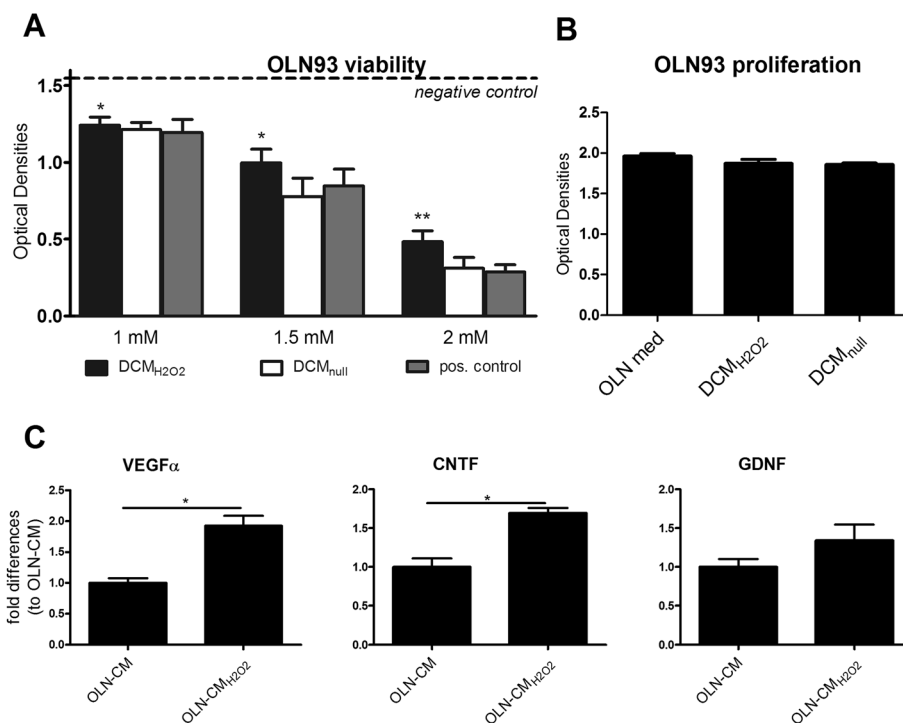 A
OLN93 viability
negative control
Optical Densities
1.5
1.0
0.5
0.0
*
*
**
1 mM 1.5 mM 2 mM
DCMH2O2 DCMnull pos. control
B
OLN93 proliferation
Optical Densities
2.5
2.0
1.5
1.0
0.5
0.0
OLN med DCMH2O2 DCMnull
C
VEGFα
fold differences
(to OLN-CM)
2.5
2.0
1.5
1.0
0.5
0.0
*
OLN-CM OLN-CMH2O2
CNTF
2.0
1.5
1.0
0.5
0.0
*
OLN-CM OLN-CMH2O2
GDNF
2.0
1.5
1.0
0.5
0.0
OLN-CM OLN-CMH2O2